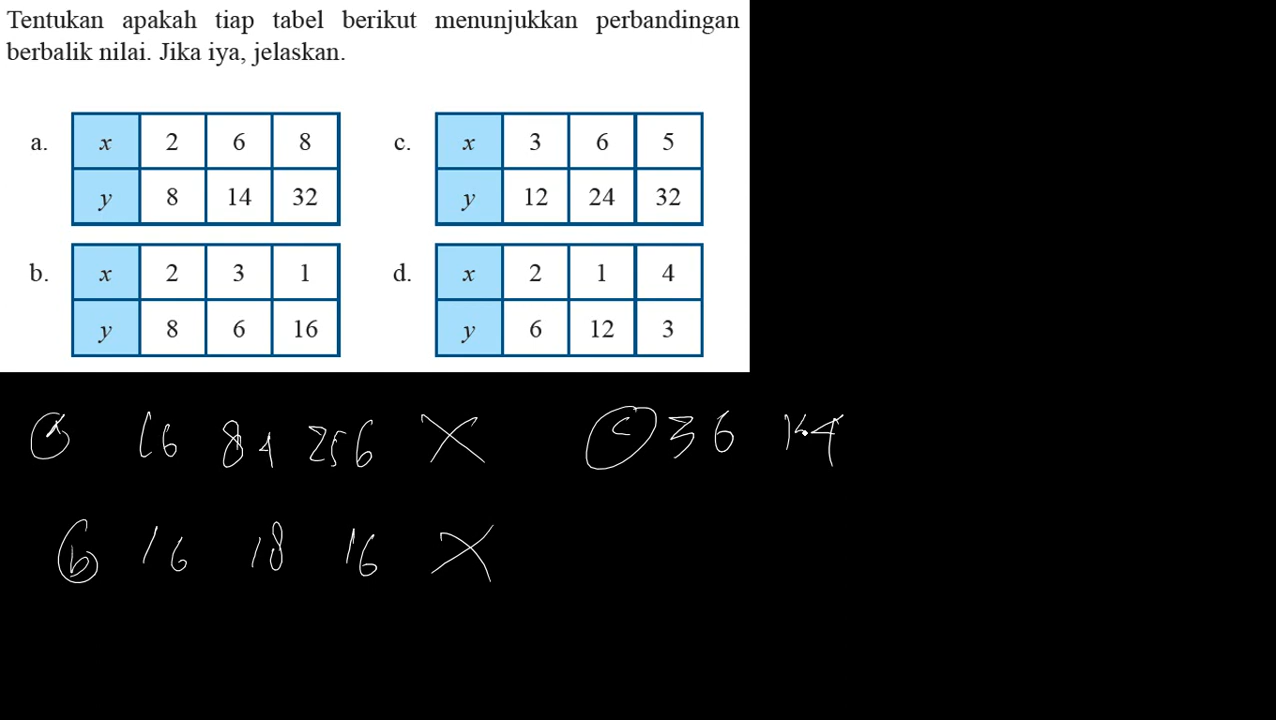 Tentukan apakah tiap tabel berikut menunjukkan perbandingan
berbalik nilai. Jika iya, jelaskan.
a. x 2 6 8
y 8 14 32
c. x 3 6 5
y 12 24 32
b. x 2 3 1
y 8 6 16
d. x 2 1 4
y 6 12 3
16 84 256 X
c 36 144
b 16 18 16 X